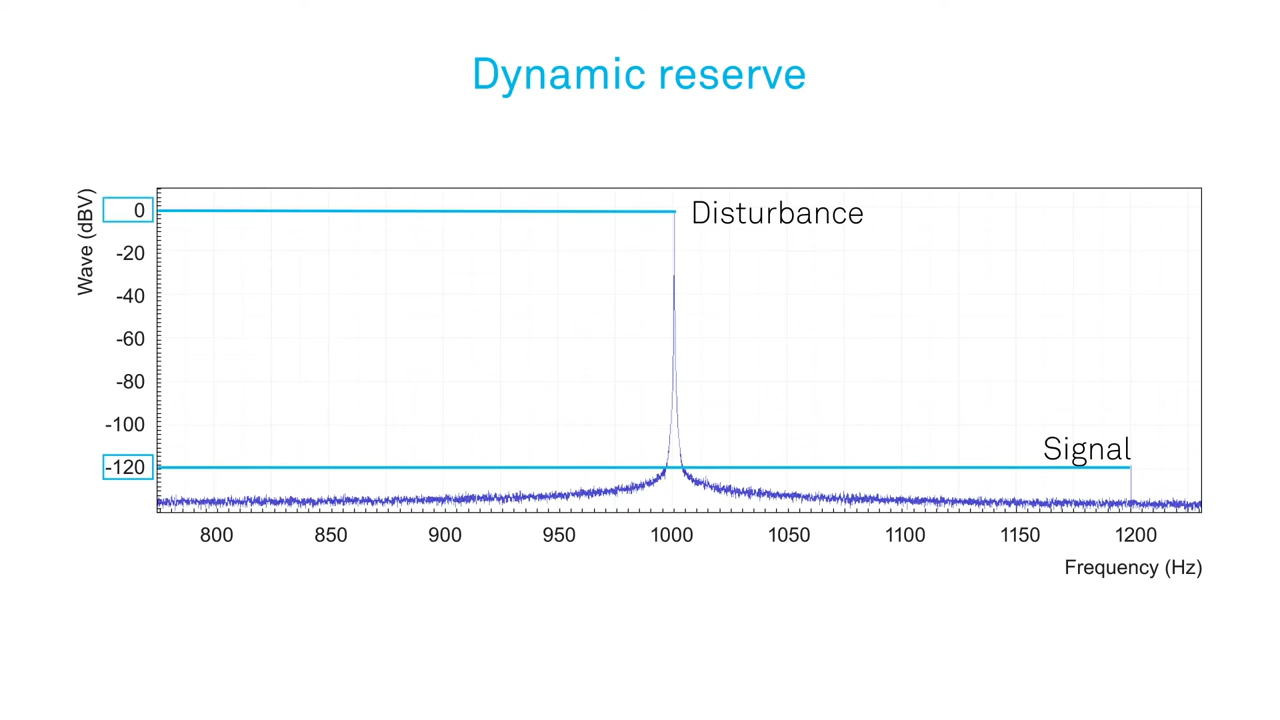 Dynamic reserve
Wave (dBV)
0
Disturbance
-20
-40
-60
-80
-100
Signal
-120
800 850 900 950 1000 1050 1100 1150 1200
Frequency (Hz)